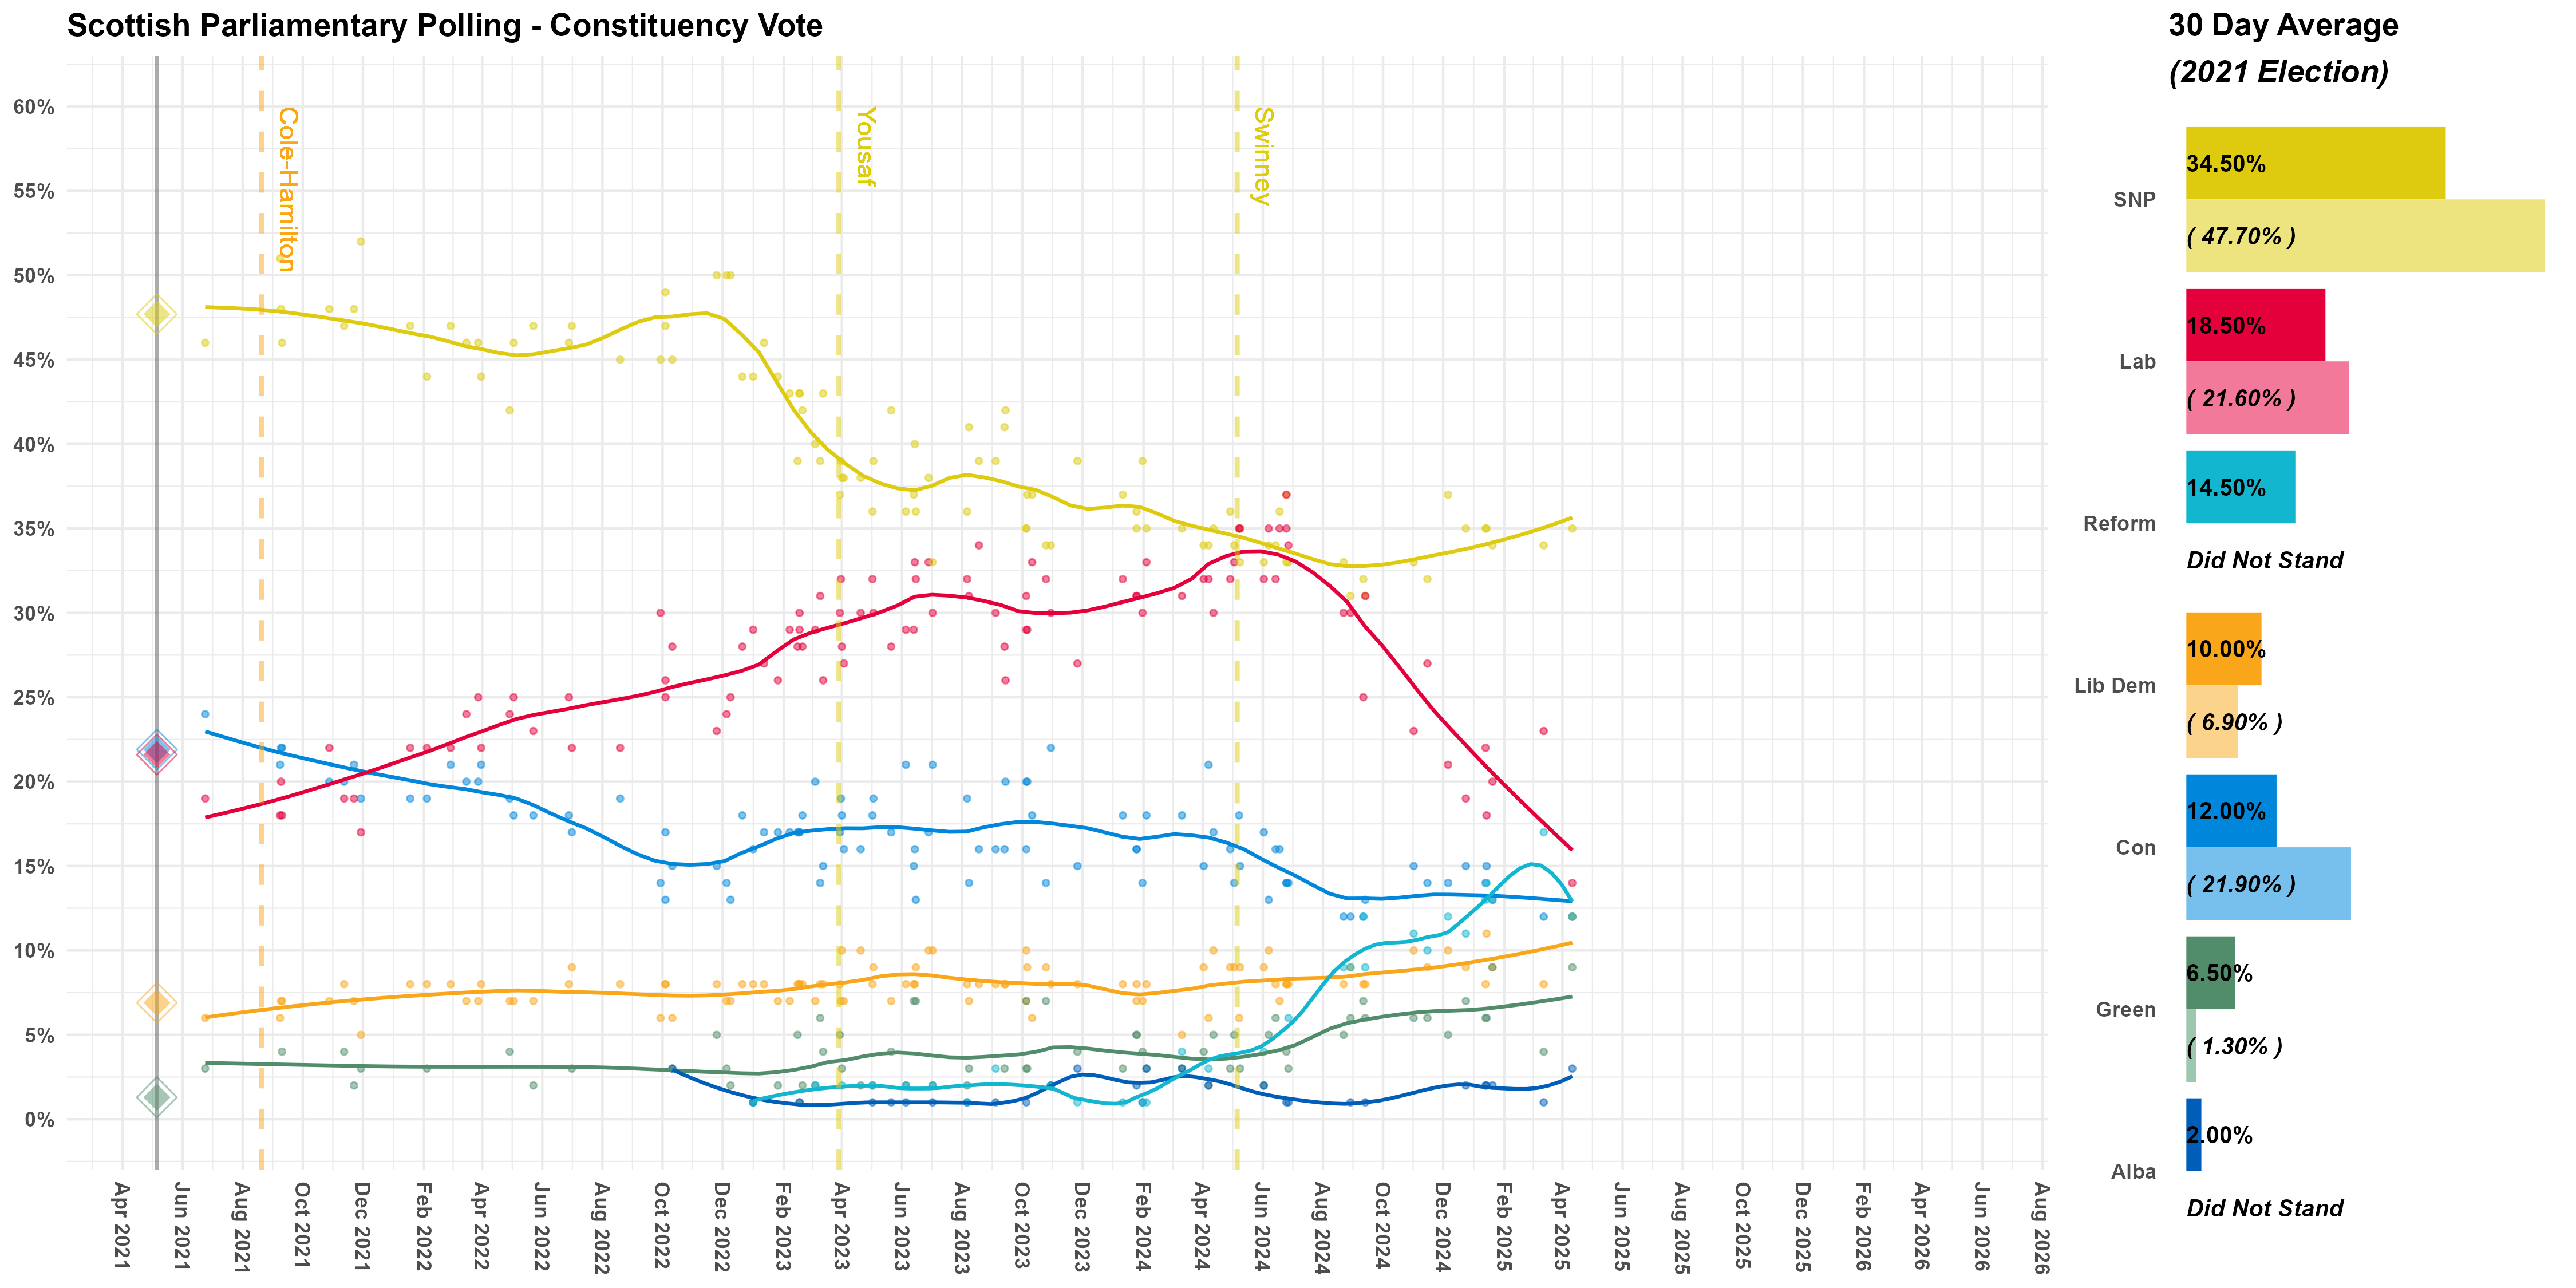 Scottish Parliamentary Polling - Constituency Vote
60%
55%
50%
45%
40%
35%
30%
25%
20%
15%
10%
5%
0%
Cole-Hamilton
Yousaf
Swinney
Apr 2021
Jun 2021
Aug 2021
Oct 2021
Dec 2021
Feb 2022
Apr 2022
Jun 2022
Aug 2022
Oct 2022
Dec 2022
Feb 2023
Apr 2023
Jun 2023
Aug 2023
Oct 2023
Dec 2023
Feb 2024
Apr 2024
Jun 2024
Aug 2024
Oct 2024
Dec 2024
Feb 2025
Apr 2025
Jun 2025
Aug 2025
Oct 2025
Dec 2025
Feb 2026
Apr 2026
Jun 2026
Aug 2026
30 Day Average
(2021 Election)
SNP
34.50%
( 47.70% )
Lab
18.50%
( 21.60% )
Reform
14.50%
Did Not Stand
Lib Dem
10.00%
( 6.90% )
Con
12.00%
( 21.90% )
Green
6.50%
( 1.30% )
Alba
2.00%
Did Not Stand